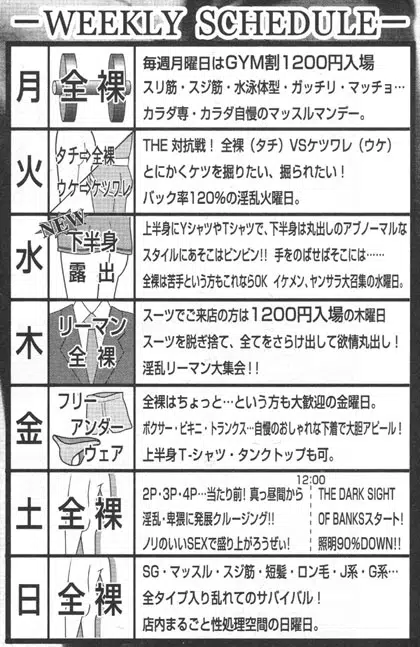 WEEKLY SCHEDULE
月
全裸
毎週月曜日はGYM割1200円入場
スリ筋・スジ筋・水泳体型・ガッチリ・マッチョ…
カラダ専・カラダ自慢のマッスルマンデー。
火
タチ⇒全裸
ウケ⇒ケツワレ
THE 対抗戦! 全裸(タチ)VSケツワレ(ウケ)
とにかくケツを掘りたい、掘られたい!
バック率120%の淫乱火曜日。
NEW
水
下半身
露出
上半身にYシャツやTシャツで、下半身は丸出しのアブノーマルな
スタイルにあそこはビンビン!! 手をのばせばそこには……
全裸は苦手という方もこれならOK イケメン、ヤンサラ大召集の水曜日。
木
リーマン
全裸
スーツでご来店の方は1200円入場の木曜日
スーツを脱ぎ捨て、全てをさらけ出して欲情丸出し!
淫乱リーマン大集会!!
金
フリー
アンダー
ウェア
全裸はちょっと…という方も大歓迎の金曜日。
ボクサー・ビキニ・トランクス…自慢のおしゃれな下着で大胆アピール!
上半身T-シャツ・タンクトップも可。
土
全裸
2P・3P・4P…当たり前! 真っ昼間から
淫乱・卑猥に発展クルージング!!
ノリのいいSEXで盛り上がろうぜい!
12:00
THE DARK SIGHT
OF BANKSスタート!
照明90%DOWN!!
日
全裸
SG・マッスル・スジ筋・短髪・ロン毛・J系・G系…
全タイプ入り乱れてのサバイバル!
店内まるごと性処理空間の日曜日。